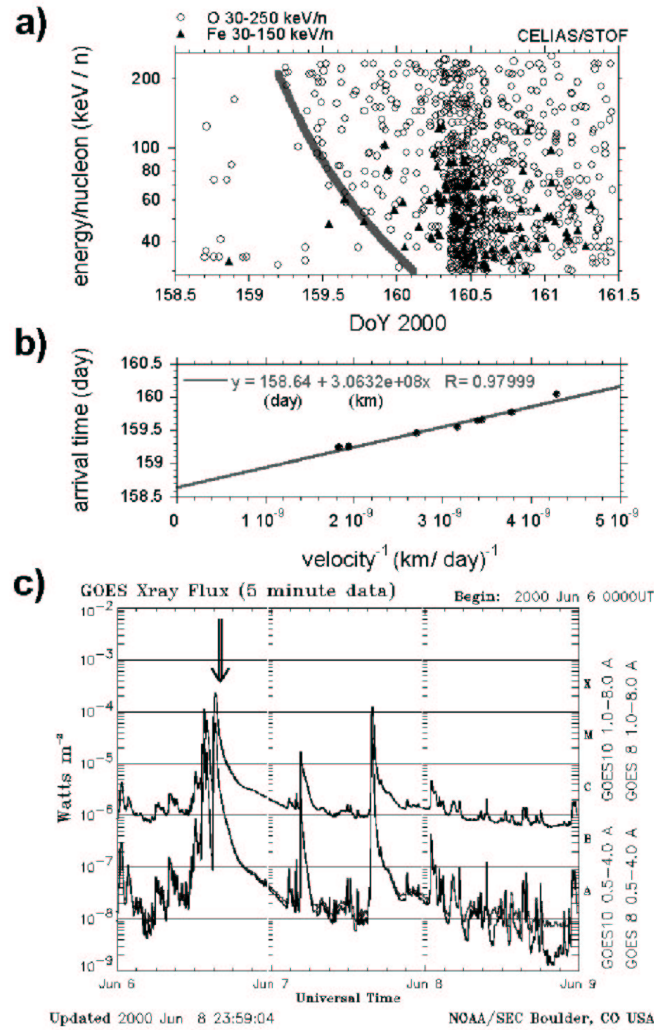 a)
○ O 30-250 keV/n
▲ Fe 30-150 keV/n
CELIAS/STOF
energy/nucleon (keV / n)
200
100
80
60
40
158.5 159 159.5 160 160.5 161 161.5
DoY 2000
b)
arrival time (day)
160.5
160
159.5
159
158.5
y = 158.64 + 3.0632e+08x R= 0.97999
(day) (km)
0 1 10⁻⁹ 2 10⁻⁹ 3 10⁻⁹ 4 10⁻⁹ 5 10⁻⁹
velocity⁻¹ (km/ day)⁻¹
c)
GOES Xray Flux (5 minute data)
Begin: 2000 Jun 6 0000UT
Watts m⁻²
10⁻²
10⁻³
10⁻⁴
10⁻⁵
10⁻⁶
10⁻⁷
10⁻⁸
10⁻⁹
X
M
C
B
A
GOES10 1.0-8.0 A
GOES 8 1.0-8.0 A
GOES10 0.5-4.0 A
GOES 8 0.5-4.0 A
Jun 6 Jun 7 Jun 8 Jun 9
Universal Time
Updated 2000 Jun 8 23:59:04
NOAA/SEC Boulder, CO USA